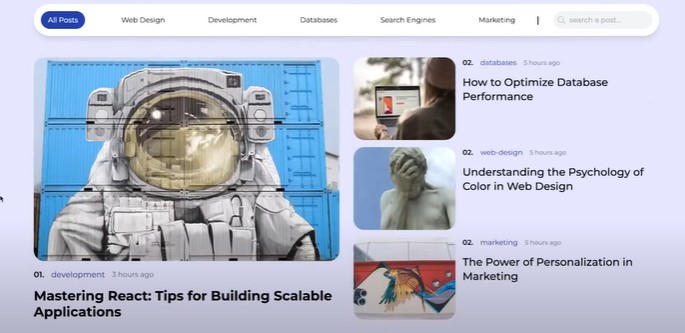 All Posts Web Design Development Databases Search Engines Marketing | search a post...
01. development 3 hours ago
Mastering React: Tips for Building Scalable
Applications
02. databases 5 hours ago
How to Optimize Database
Performance
02. web-design 5 hours ago
Understanding the Psychology of
Color in Web Design
02. marketing 5 hours ago
The Power of Personalization in
Marketing